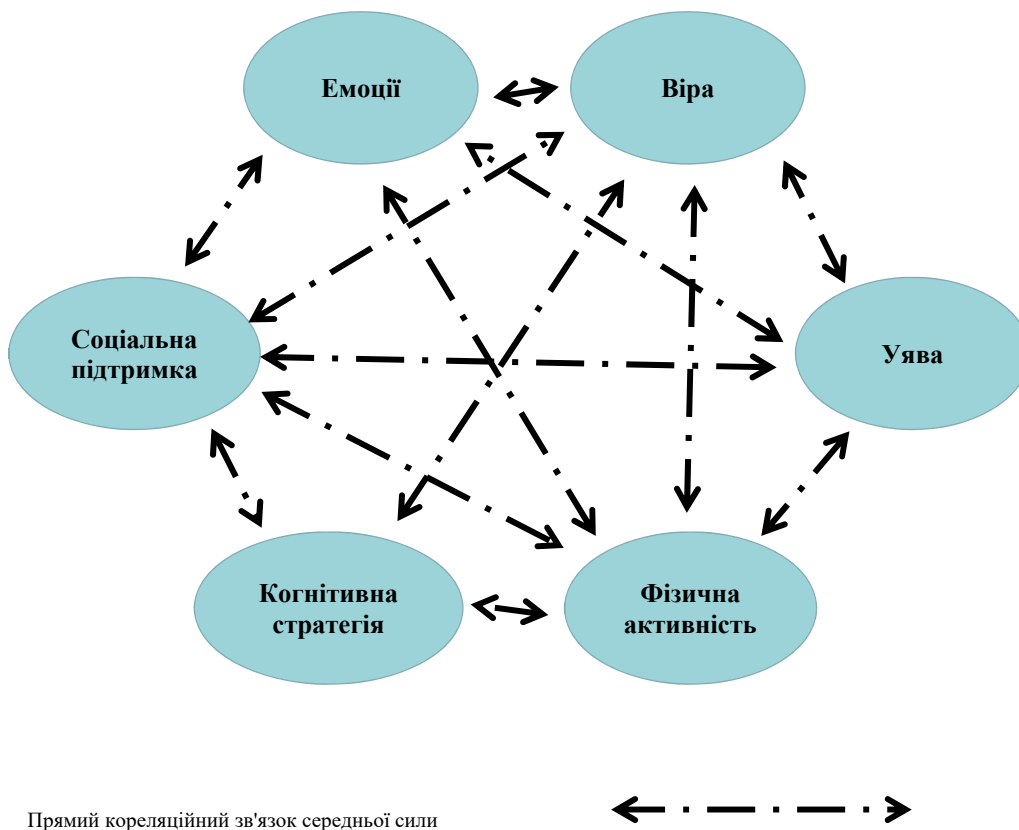 Емоції
Віра
Соціальна
підтримка
Уява
Когнітивна
стратегія
Фізична
активність
Прямий кореляційний зв'язок середньої сили